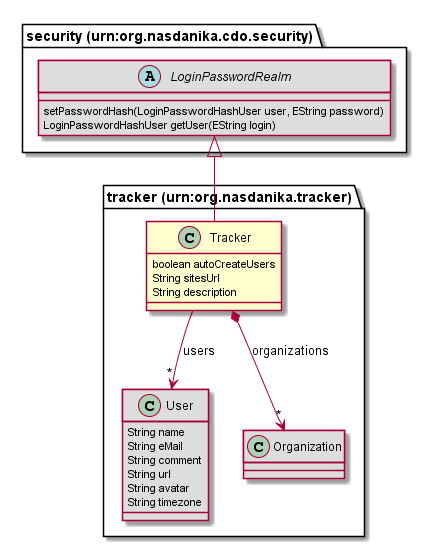 security (urn:org.nasdanika.cdo.security)
A LoginPasswordRealm
setPasswordHash(LoginPasswordHashUser user, EString password)
LoginPasswordHashUser getUser(EString login)
tracker (urn:org.nasdanika.tracker)
C Tracker
boolean autoCreateUsers
String sitesUrl
String description
users
organizations
*
*
C User
String name
String eMail
String comment
String url
String avatar
String timezone
C Organization